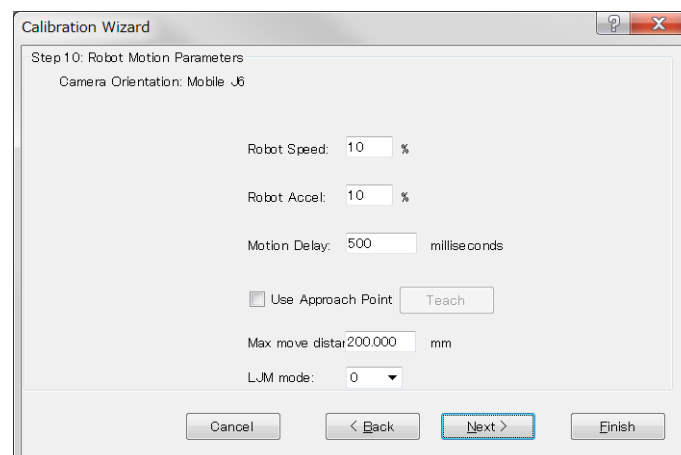 Calibration Wizard
Step 10: Robot Motion Parameters
Camera Orientation: Mobile J6
Robot Speed: 10 %
Robot Accel: 10 %
Motion Delay: 500 milliseconds
Use Approach Point Teach
Max move distar 200.000 mm
LJM mode: 0
Cancel < Back Next > Finish